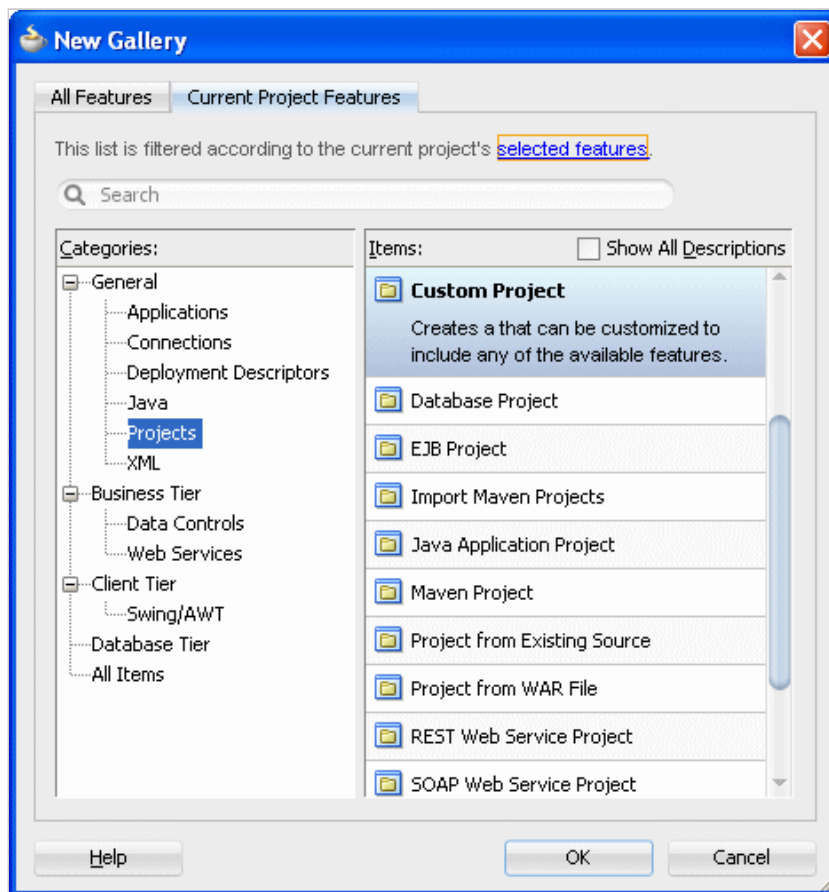 New Gallery
All Features
Current Project Features
This list is filtered according to the current project's selected features.
Search
Categories:
General
Applications
Connections
Deployment Descriptors
Java
Projects
XML
Business Tier
Data Controls
Web Services
Client Tier
Swing/AWT
Database Tier
All Items
Items:
Show All Descriptions
Custom Project
Creates a that can be customized to
include any of the available features.
Database Project
EJB Project
Import Maven Projects
Java Application Project
Maven Project
Project from Existing Source
Project from WAR File
REST Web Service Project
SOAP Web Service Project
Help
OK
Cancel